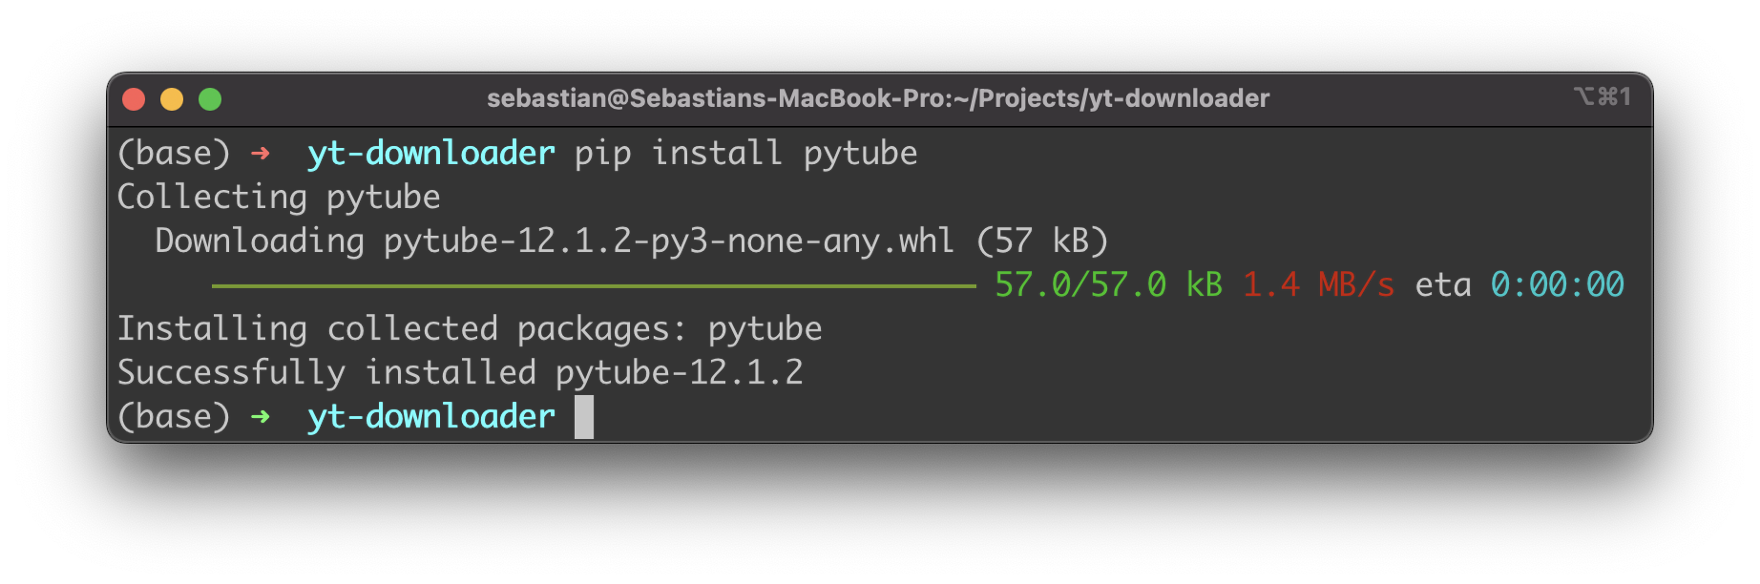 sebastian@Sebastians-MacBook-Pro:~/Projects/yt-downloader ⌥⌘1
(base) ➜ yt-downloader pip install pytube
Collecting pytube
Downloading pytube-12.1.2-py3-none-any.whl (57 kB)
57.0/57.0 kB 1.4 MB/s eta 0:00:00
Installing collected packages: pytube
Successfully installed pytube-12.1.2
(base) ➜ yt-downloader